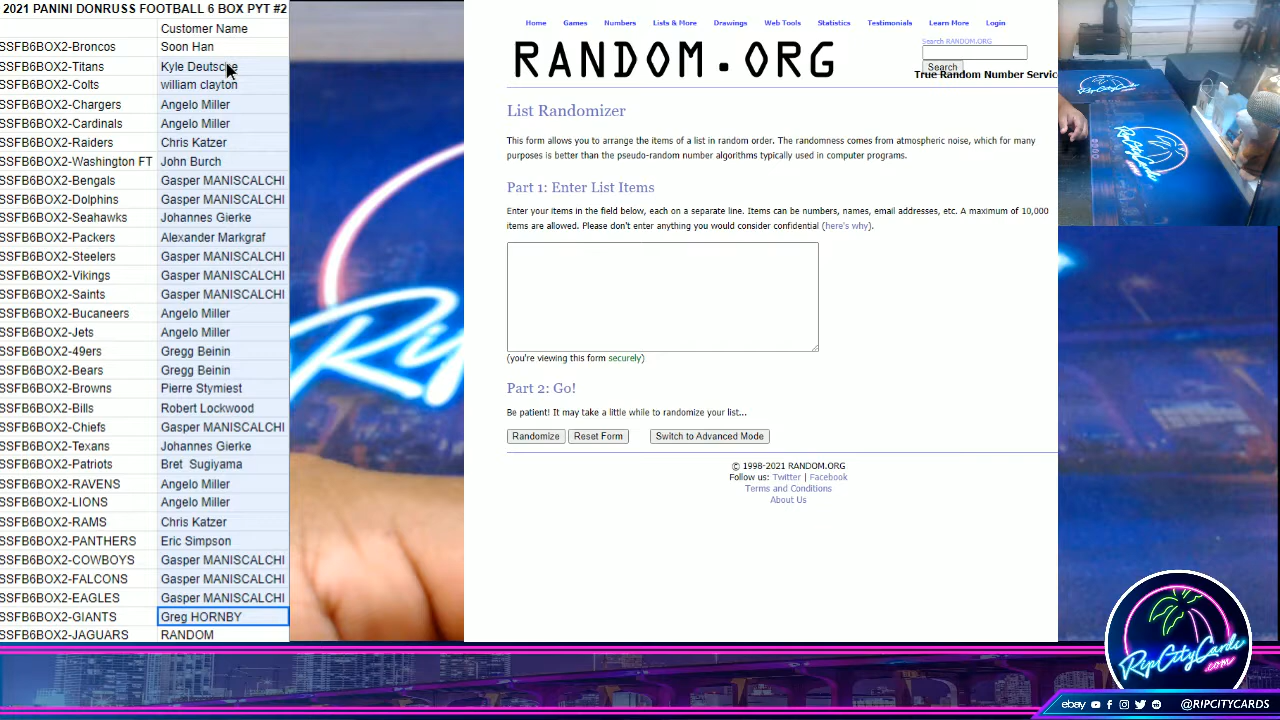 2021 PANINI DONRUSS FOOTBALL 6 BOX PYT #2
Customer Name
SSFB6BOX2-Broncos Soon Han
SSFB6BOX2-Tits Kyle Deutsche
SSFB6BOX2-Colts william clayton
SSFB6BOX2-Chargers Angelo Miller
SSFB6BOX2-Cardinals Angelo Miller
SSFB6BOX2-Raiders Chris Katzer
SSFB6BOX2-Washington FT John Burch
SSFB6BOX2-Bengals Gasper MANISCALCHI
SSFB6BOX2-Dolphins Gasper MANISCALCHI
SSFB6BOX2-Seahawks Johannes Gierke
SSFB6BOX2-Packers Alexander Markgraf
SSFB6BOX2-Steelers Gasper MANISCALCHI
SSFB6BOX2-Vikings Gasper MANISCALCHI
SSFB6BOX2-Saints Gasper MANISCALCHI
SSFB6BOX2-Bucaneers Angelo Miller
SSFB6BOX2-Jets Angelo Miller
SSFB6BOX2-49ers Gregg Beinin
SSFB6BOX2-Bears Gregg Beinin
SSFB6BOX2-Browns Pierre Stymiest
SSFB6BOX2-Bills Robert Lockwood
SSFB6BOX2-Chiefs Gasper MANISCALCHI
SSFB6BOX2-Texans Johannes Gierke
SSFB6BOX2-Patriots Bret Sugiyama
SSFB6BOX2-RAVENS Angelo Miller
SSFB6BOX2-LIONS Angelo Miller
SSFB6BOX2-RAMS Chris Katzer
SSFB6BOX2-PANTHERS Eric Simpson
SSFB6BOX2-COWBOYS Gasper MANISCALCHI
SSFB6BOX2-FALCONS Gasper MANISCALCHI
SSFB6BOX2-EAGLES Gasper MANISCALCHI
SSFB6BOX2-GIANTS Greg HORNBY
SSFB6BOX2-JAGUARS RANDOM
Home Games Numbers Lists & More Drawings Web Tools Statistics Testimonials Learn More Login
RANDOM.ORG
Search RANDOM.ORG
Search
True Random Number Servic
List Randomizer
This form allows you to arrange the items of a list in random order. The randomness comes from atmospheric noise, which for many
purposes is better than the pseudo-random number algorithms typically used in computer programs.
Part 1: Enter List Items
Enter your items in the field below, each on a separate line. Items can be numbers, names, email addresses, etc. A maximum of 10,000
items are allowed. Please don't enter anything you would consider confidential (here's why).
(you're viewing this form securely)
Part 2: Go!
Be patient! It may take a little while to randomize your list...
Randomize Reset Form Switch to Advanced Mode
© 1998-2021 RANDOM.ORG
Follow us: Twitter | Facebook
Terms and Conditions
About Us
RipCityCards
.com
ebay @RIPCITYCARDS